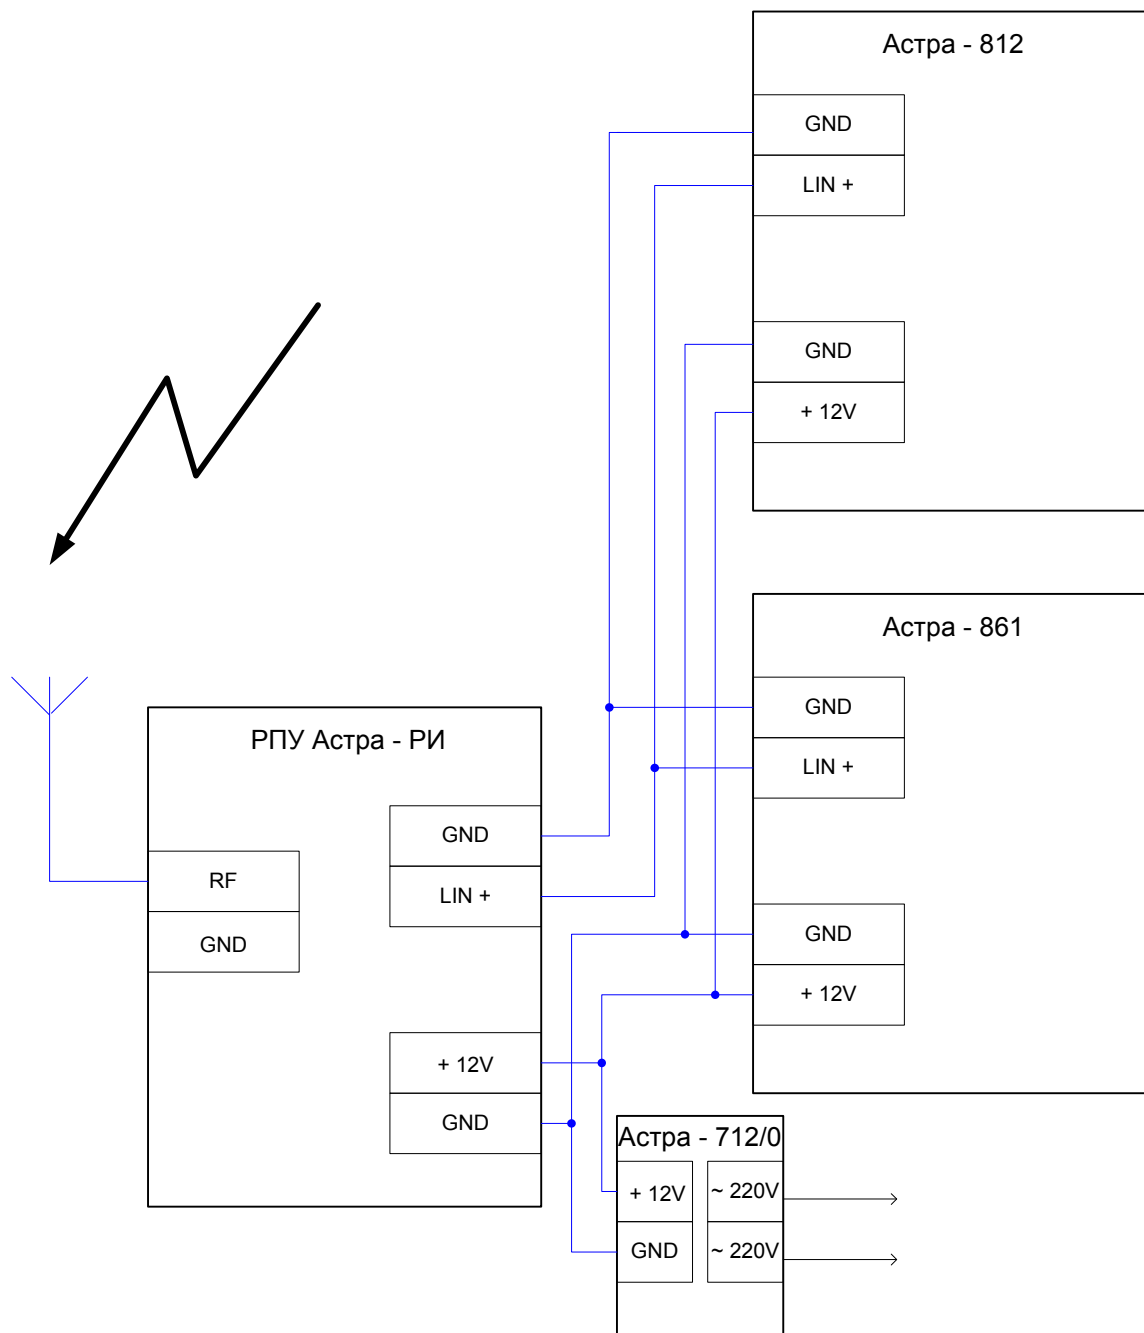 Астра - 812
GND
LIN +
GND
+ 12V
Астра - 861
GND
LIN +
GND
+ 12V
РПУ Астра - РИ
GND
LIN +
RF
GND
+ 12V
GND
Астра - 712/0
+ 12V
~ 220V
GND
~ 220V